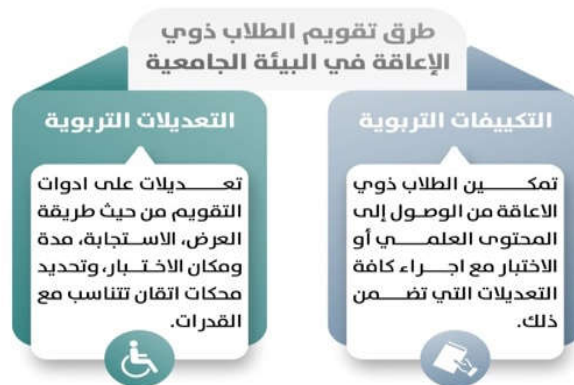 طرق تقويم الطلاب ذوي
الإعاقة في البيئة الجامعية
التكييفات التربوية
تمكين الطلاب ذوي
الاعاقة من الوصول إلى
المحتوى العلمي أو
الاختبار مع اجراء كافة
التعديلات التي تضمن
ذلك.
التعديلات التربوية
تعديلات على ادوات
التقويم من حيث طريقة
العرض، الاستجابة، مدة
ومكان الاختبار، وتحديد
محكات اتقان تتناسب مع
القدرات.